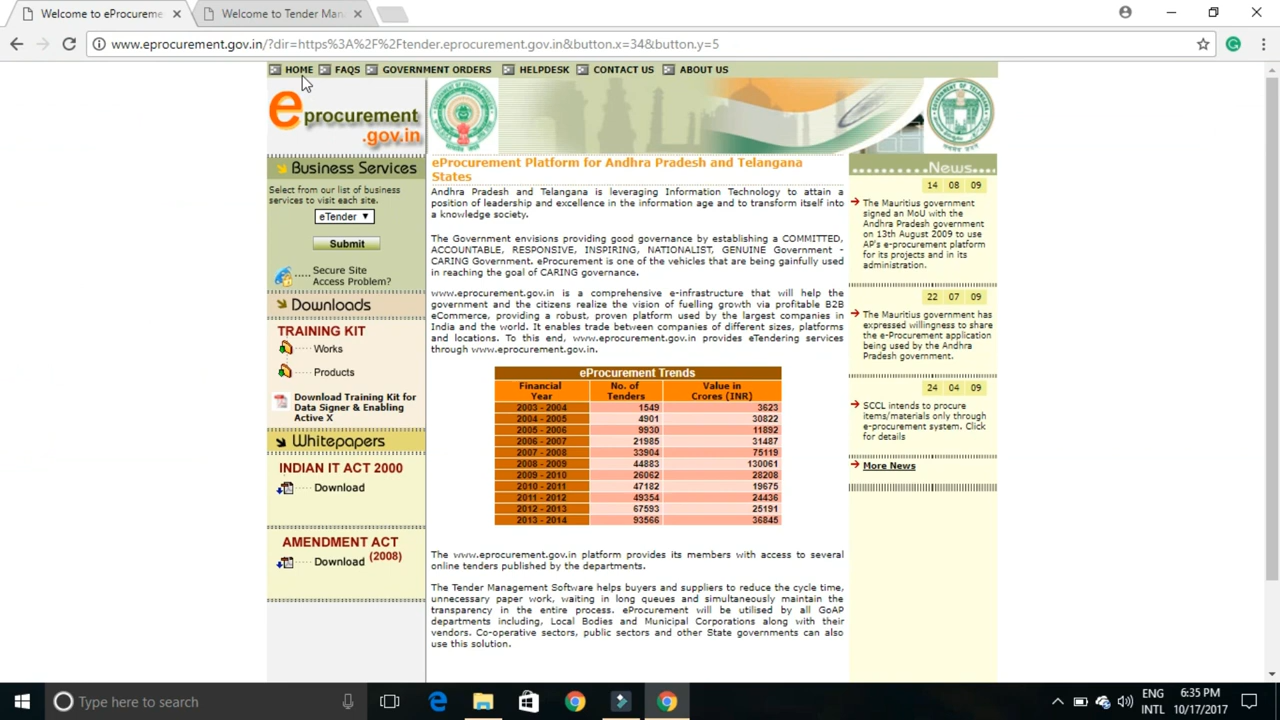 Welcome to eProcureme
Welcome to Tender Man
www.eprocurement.gov.in/?dir=https%3A%2F%2Ftender.eprocurement.gov.in&button.x=34&button.y=5
HOME FAQS GOVERNMENT ORDERS HELPDESK CONTACT US ABOUT US
eprocurement
.gov.in
Business Services
Select from our list of business
services to visit each site.
eTender
Submit
Secure Site
Access Problem?
Downloads
TRAINING KIT
Works
Products
Download Training Kit for
Data Signer & Enabling
Active X
Whitepapers
INDIAN IT ACT 2000
Download
AMENDMENT ACT
Download (2008)
eProcurement Platform for Andhra Pradesh and Telangana
States
Andhra Pradesh and Telangana is leveraging Information Technology to attain a
position of leadership and excellence in the information age and to transform itself into
a knowledge society.
The Government envisions providing good governance by establishing a COMMITTED,
ACCOUNTABLE, RESPONSIVE, INSPIRING, NATIONALIST, GENUINE Government -
CARING Government. eProcurement is one of the vehicles that are being gainfully used
in reaching the goal of CARING governance.
www.eprocurement.gov.in is a comprehensive e-infrastructure that will help the
government and the citizens realize the vision of fuelling growth via profitable B2B
eCommerce, providing a robust, proven platform used by the largest companies in
India and the world. It enables trade between companies of different sizes, platforms
and locations. To this end, www.eprocurement.gov.in provides eTendering services
through www.eprocurement.gov.in.
eProcurement Trends
Financial Year No. of Tenders Value in Crores (INR)
2003 - 2004 1549 3623
2004 - 2005 4901 30822
2005 - 2006 9930 11892
2006 - 2007 21985 31487
2007 - 2008 33904 75119
2008 - 2009 44883 130061
2009 - 2010 26062 28208
2010 - 2011 47182 19675
2011 - 2012 49354 24436
2012 - 2013 67593 25191
2013 - 2014 93566 36845
The www.eprocurement.gov.in platform provides its members with access to several
online tenders published by the departments.
The Tender Management Software helps buyers and suppliers to reduce the cycle time,
unnecessary paper work, waiting in long queues and simultaneously maintain the
transparency in the entire process. eProcurement will be utilised by all GoAP
departments including, Local Bodies and Municipal Corporations along with their
vendors. Co-operative sectors, public sectors and other State governments can also
use this solution.
News
14 08 09
The Mauritius government
signed an MoU with the
Andhra Pradesh government
on 13th August 2009 to use
AP's e-procurement platform
for its projects and in its
administration.
22 07 09
The Mauritius government has
expressed willingness to share
the e-Procurement application
being used by the Andhra
Pradesh government.
24 04 09
SCCL intends to procure
items/materials only through
e-procurement system. Click
for details
More News
Type here to search
ENG
INTL
6:35 PM
10/17/2017